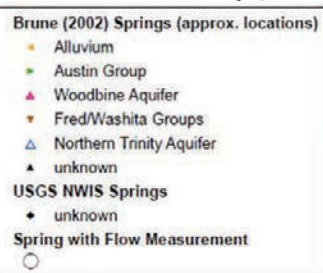 Brune (2002) Springs (approx. locations)
Alluvium
Austin Group
Woodbine Aquifer
Fred/Washita Groups
Northern Trinity Aquifer
unknown
USGS NWIS Springs
unknown
Spring with Flow Measurement